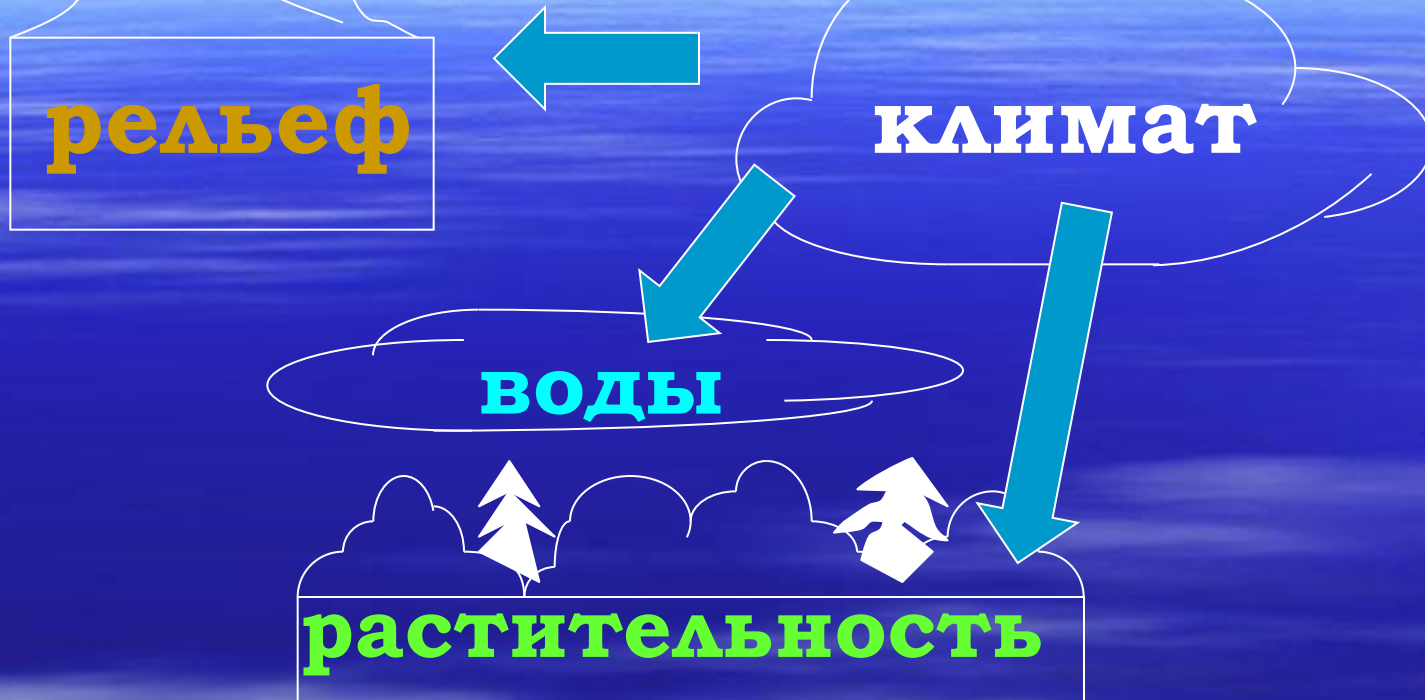 рельеф
климат
воды
растительность